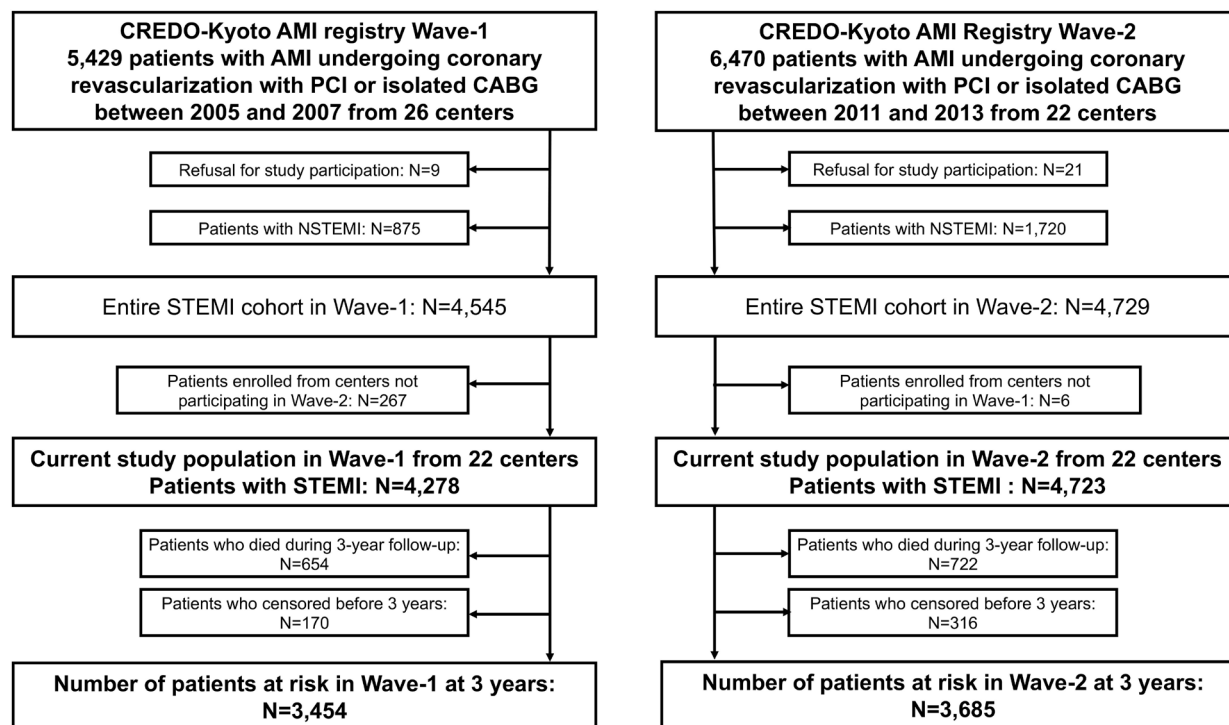 CREDO-Kyoto AMI registry Wave-1
5,429 patients with AMI undergoing coronary
revascularization with PCI or isolated CABG
between 2005 and 2007 from 26 centers
Refusal for study participation: N=9
Patients with NSTEMI: N=875
Entire STEMI cohort in Wave-1: N=4,545
Patients enrolled from centers not
participating in Wave-2: N=267
Current study population in Wave-1 from 22 centers
Patients with STEMI: N=4,278
Patients who died during 3-year follow-up:
N=654
Patients who censored before 3 years:
N=170
Number of patients at risk in Wave-1 at 3 years:
N=3,454
CREDO-Kyoto AMI Registry Wave-2
6,470 patients with AMI undergoing coronary
revascularization with PCI or isolated CABG
between 2011 and 2013 from 22 centers
Refusal for study participation: N=21
Patients with NSTEMI: N=1,720
Entire STEMI cohort in Wave-2: N=4,729
Patients enrolled from centers not
participating in Wave-1: N=6
Current study population in Wave-2 from 22 centers
Patients with STEMI : N=4,723
Patients who died during 3-year follow-up:
N=722
Patients who censored before 3 years:
N=316
Number of patients at risk in Wave-2 at 3 years:
N=3,685